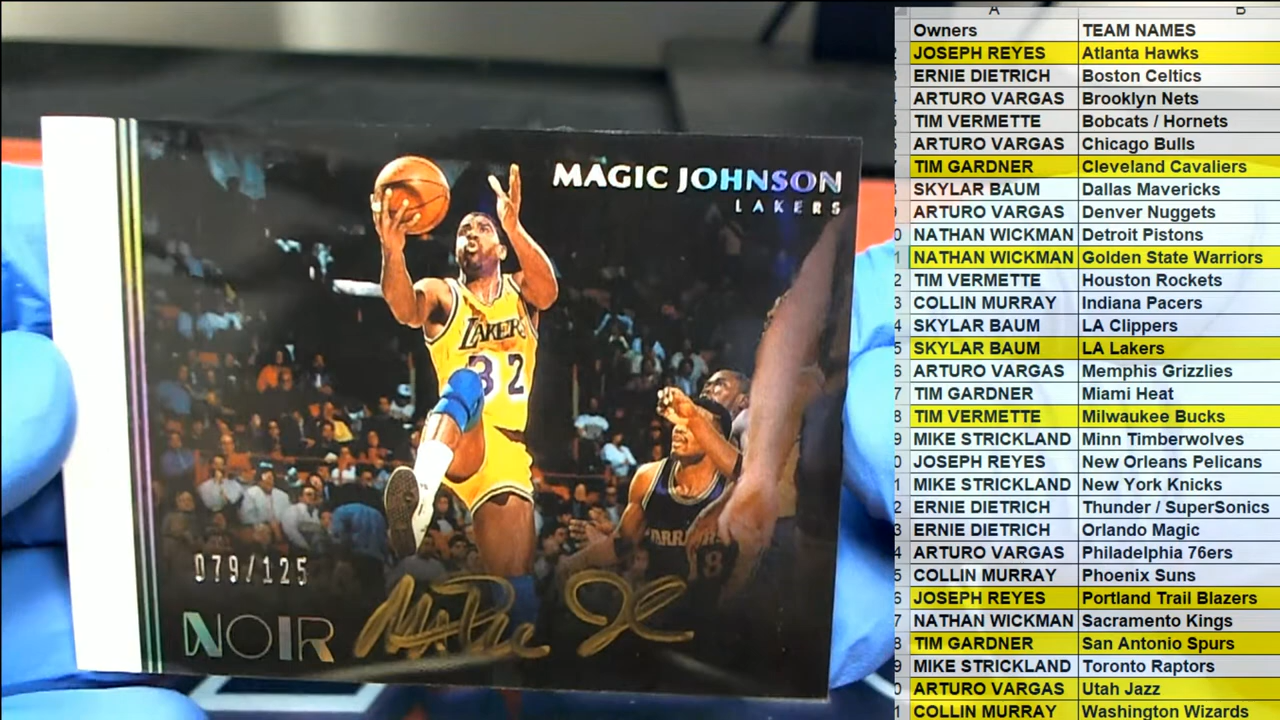 MAGIC JOHNSON
LAKERS
LAKERS
32
WARRIORS
18
079/125
NOIR
A B
Owners TEAM NAMES
JOSEPH REYES Atlanta Hawks
ERNIE DIETRICH Boston Celtics
ARTURO VARGAS Brooklyn Nets
TIM VERMETTE Bobcats / Hornets
ARTURO VARGAS Chicago Bulls
TIM GARDNER Cleveland Cavaliers
SKYLAR BAUM Dallas Mavericks
ARTURO VARGAS Denver Nuggets
NATHAN WICKMAN Detroit Pistons
NATHAN WICKMAN Golden State Warriors
TIM VERMETTE Houston Rockets
COLLIN MURRAY Indiana Pacers
SKYLAR BAUM LA Clippers
SKYLAR BAUM LA Lakers
ARTURO VARGAS Memphis Grizzlies
TIM GARDNER Miami Heat
TIM VERMETTE Milwaukee Bucks
MIKE STRICKLAND Minn Timberwolves
JOSEPH REYES New Orleans Pelicans
MIKE STRICKLAND New York Knicks
ERNIE DIETRICH Thunder / SuperSonics
ERNIE DIETRICH Orlando Magic
ARTURO VARGAS Philadelphia 76ers
COLLIN MURRAY Phoenix Suns
JOSEPH REYES Portland Trail Blazers
NATHAN WICKMAN Sacramento Kings
TIM GARDNER San Antonio Spurs
MIKE STRICKLAND Toronto Raptors
ARTURO VARGAS Utah Jazz
COLLIN MURRAY Washington Wizards